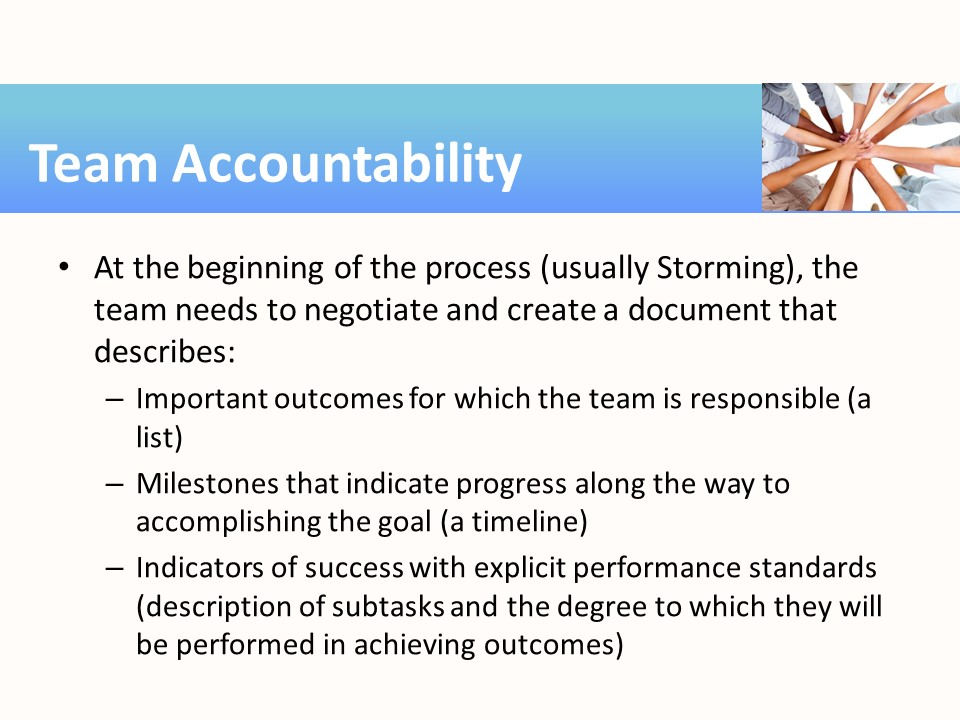 Team Accountability
• At the beginning of the process (usually Storming), the
team needs to negotiate and create a document that
describes:
– Important outcomes for which the team is responsible (a
list)
– Milestones that indicate progress along the way to
accomplishing the goal (a timeline)
– Indicators of success with explicit performance standards
(description of subtasks and the degree to which they will
be performed in achieving outcomes)